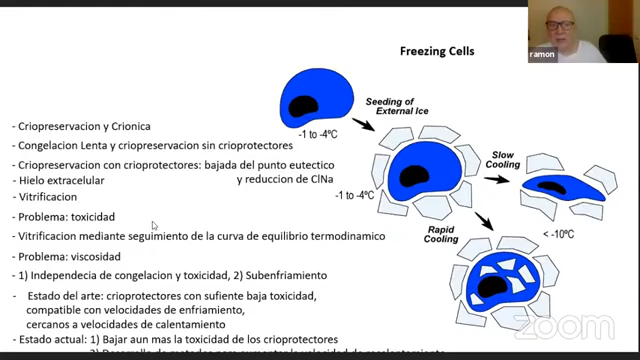 ramon
Freezing Cells
Seeding of
External Ice
-1 to -4ºC
-1 to -4ºC
Slow
Cooling
< -10ºC
Rapid
Cooling
- Criopreservacion y Crionica
- Congelacion Lenta y criopreservacion sin crioprotectores
- Criopreservacion con crioprotectores: bajada del punto eutectico
y reduccion de ClNa
- Hielo extracelular
- Vitrificacion
- Problema: toxicidad
- Vitrificacion mediante seguimiento de la curva de equilibrio termodinamico
- Problema: viscosidad
- 1) Independecia de congelacion y toxicidad, 2) Subenfriamiento
- Estado del arte: crioprotectores con sufiente baja toxicidad,
compatible con velocidades de enfriamiento,
cercanos a velocidades de calentamiento
- Estado actual: 1) Bajar aun mas la toxicidad de los crioprotectores
zoom